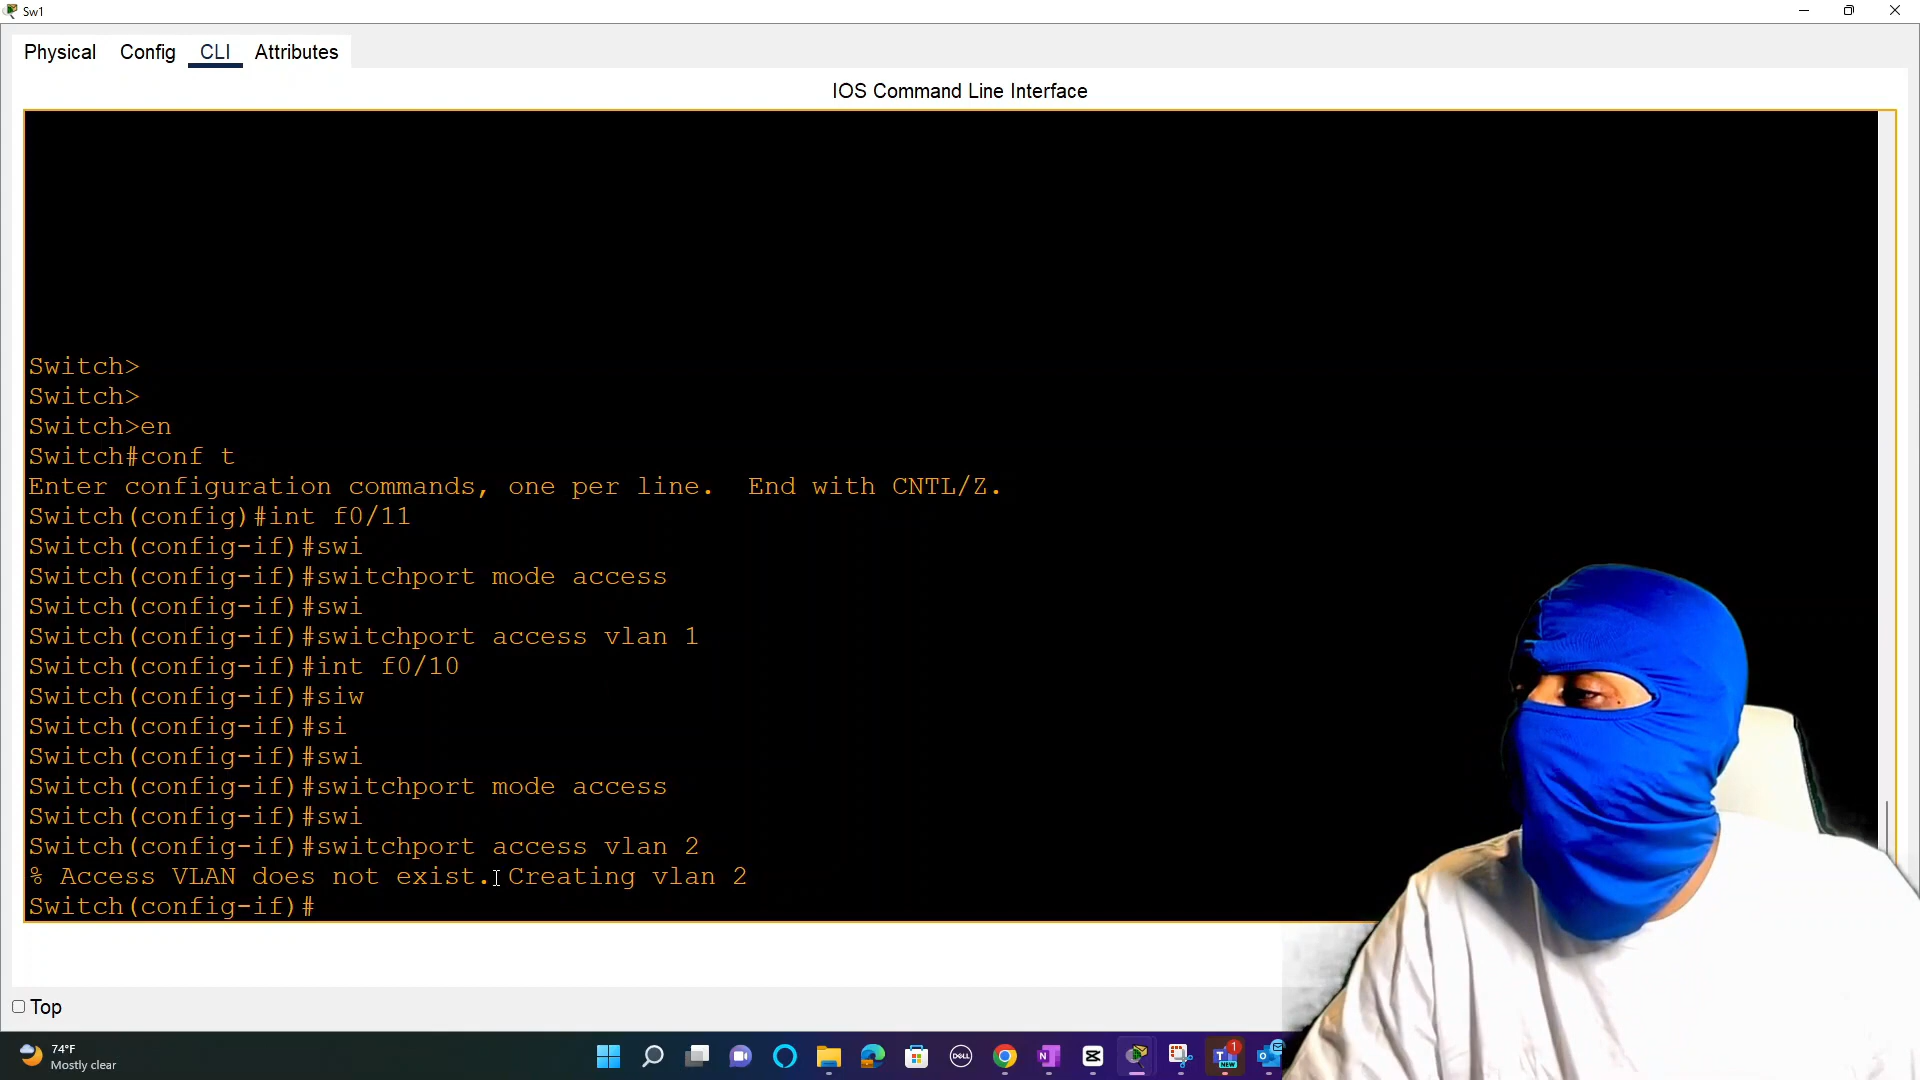 Sw1
Physical Config CLI Attributes
IOS Command Line Interface
Switch>
Switch>
Switch>en
Switch#conf t
Enter configuration commands, one per line.  End with CNTL/Z.
Switch(config)#int f0/11
Switch(config-if)#swi
Switch(config-if)#switchport mode access
Switch(config-if)#swi
Switch(config-if)#switchport access vlan 1
Switch(config-if)#int f0/10
Switch(config-if)#siw
Switch(config-if)#si
Switch(config-if)#swi
Switch(config-if)#switchport mode access
Switch(config-if)#swi
Switch(config-if)#switchport access vlan 2
% Access VLAN does not exist. Creating vlan 2
Switch(config-if)#
Top
74°F
Mostly clear
DELL
N
T
1
NEW